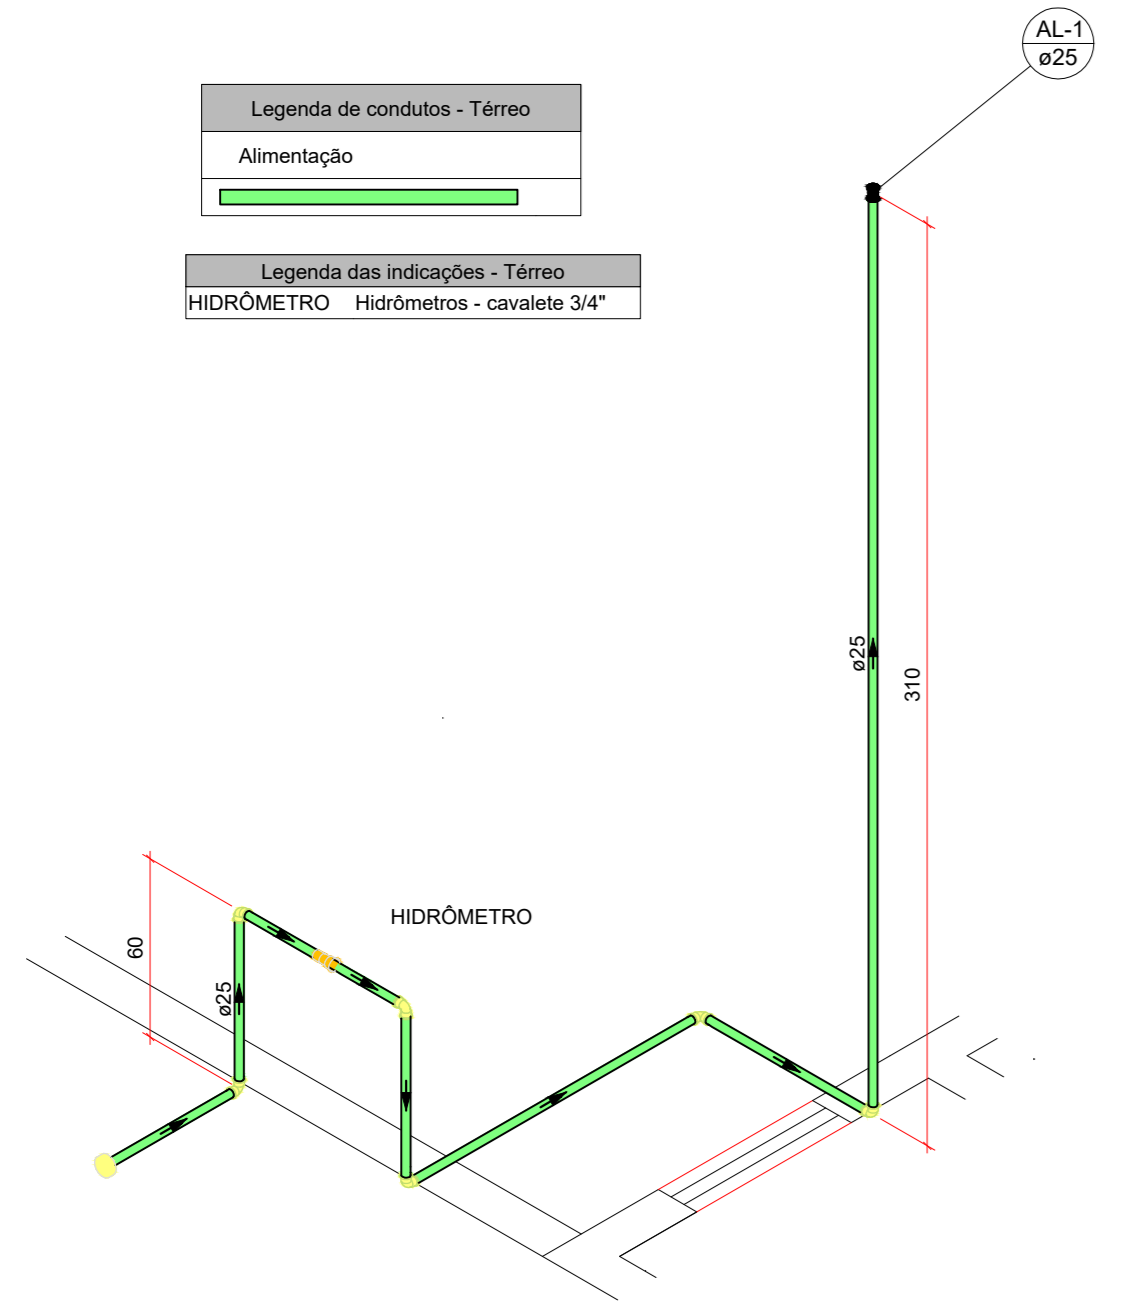 AL-1
ø25
Legenda de condutos - Térreo
Alimentação
Legenda das indicações - Térreo
HIDRÔMETRO Hidrômetros - cavalete 3/4"
ø25
310
HIDRÔMETRO
60
ø25